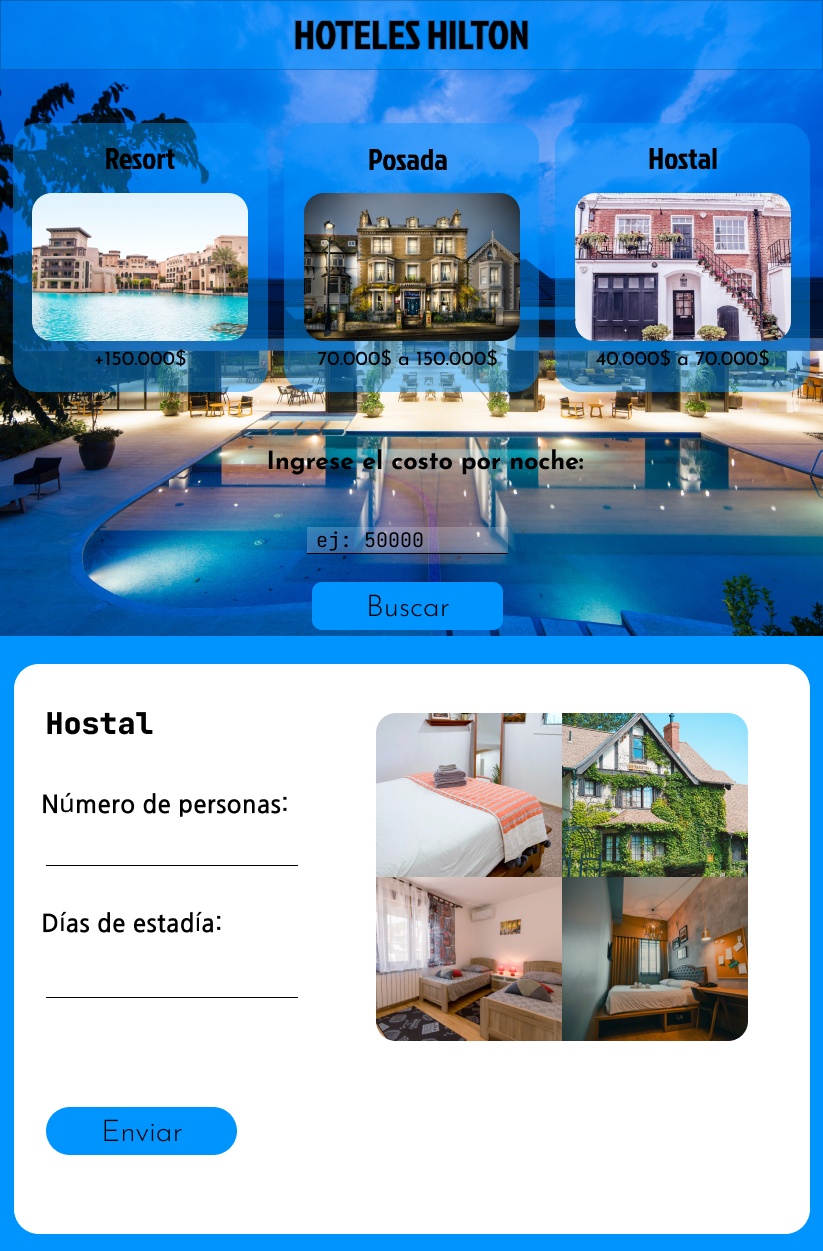 HOTELES HILTON
Resort
Posada
Hostal
+150.000$
70.000$ a 150.000$
40.000$ a 70.000$
Ingrese el costo por noche:
ej: 50000
Buscar
Hostal
Número de personas:
Días de estadía:
Enviar